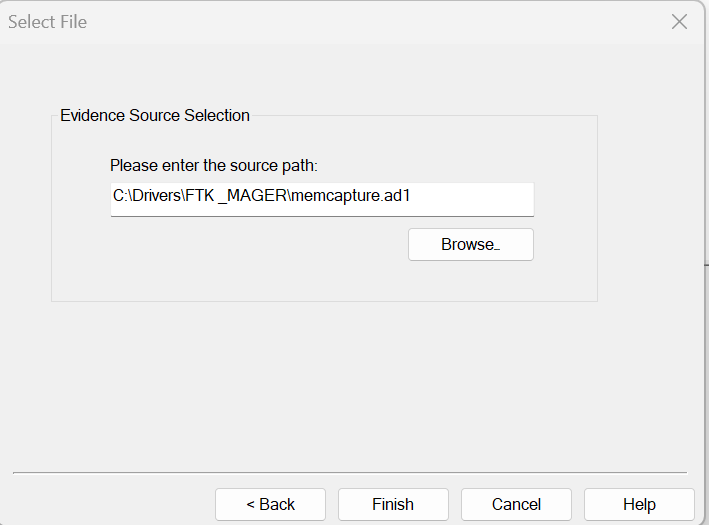 Select File
Evidence Source Selection
Please enter the source path:
C:\Drivers\FTK _MAGER\memcapture.ad1
Browse..
< Back
Finish
Cancel
Help